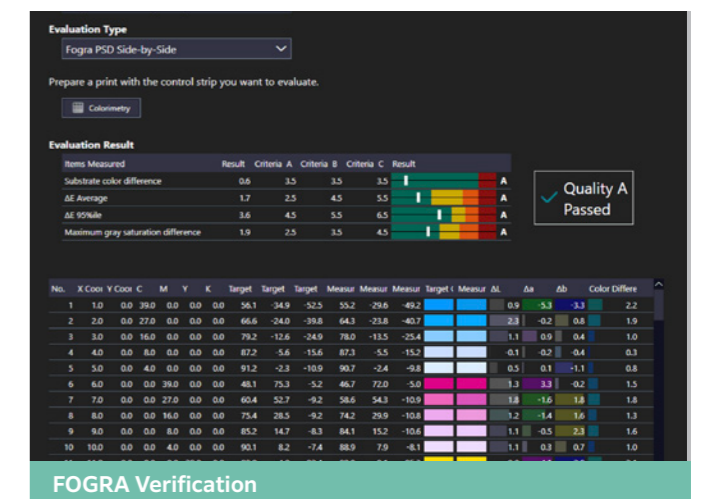 Evaluation Type
Fogra PSD Side-by-Side
Prepare a print with the control strip you want to evaluate.
Colorimetry
Evaluation Result
Items Measured Result Criteria A Criteria B Criteria C Result
Substrate color difference 0.6 3.5 3.5 3.5 A
ΔE Average 1.7 2.5 4.5 5.5 A
ΔE 95%ile 3.6 4.5 5.5 6.5 A
Maximum gray saturation difference 1.9 2.5 3.5 4.5 A
Quality A
Passed
No. X Cooı Y Cooı C M Y K Target Target Target Measur Measur Measur Target ( Measur ΔL Δa Δb Color Differe
1 1.0 0.0 39.0 0.0 0.0 0.0 56.1 -34.9 -52.5 55.2 -29.6 -49.2 0.9 -5.3 -3.3 2.2
2 2.0 0.0 27.0 0.0 0.0 0.0 66.6 -24.0 -39.8 64.3 -23.8 -40.7 2.3 -0.2 0.8 1.9
3 3.0 0.0 16.0 0.0 0.0 0.0 79.2 -12.6 -24.9 78.0 -13.5 -25.4 1.1 0.9 0.4 1.0
4 4.0 0.0 8.0 0.0 0.0 0.0 87.2 -5.6 -15.6 87.3 -5.5 -15.2 -0.1 -0.2 -0.4 0.3
5 5.0 0.0 4.0 0.0 0.0 0.0 91.2 -2.3 -10.9 90.7 -2.4 -9.8 0.5 0.1 -1.1 0.8
6 6.0 0.0 0.0 39.0 0.0 0.0 48.1 75.3 -5.2 46.7 72.0 -5.0 1.3 3.3 -0.2 1.5
7 7.0 0.0 0.0 27.0 0.0 0.0 60.4 52.7 -9.2 58.6 54.3 -10.9 1.8 -1.6 1.8 1.8
8 8.0 0.0 0.0 16.0 0.0 0.0 75.4 28.5 -9.2 74.2 29.9 -10.8 1.2 -1.4 1.6 1.3
9 9.0 0.0 0.0 8.0 0.0 0.0 85.2 14.7 -8.3 84.1 15.2 -10.6 1.1 -0.5 2.3 1.6
10 10.0 0.0 0.0 4.0 0.0 0.0 90.1 8.2 -7.4 88.9 7.9 -8.1 1.1 0.3 0.7 1.0
FOGRA Verification